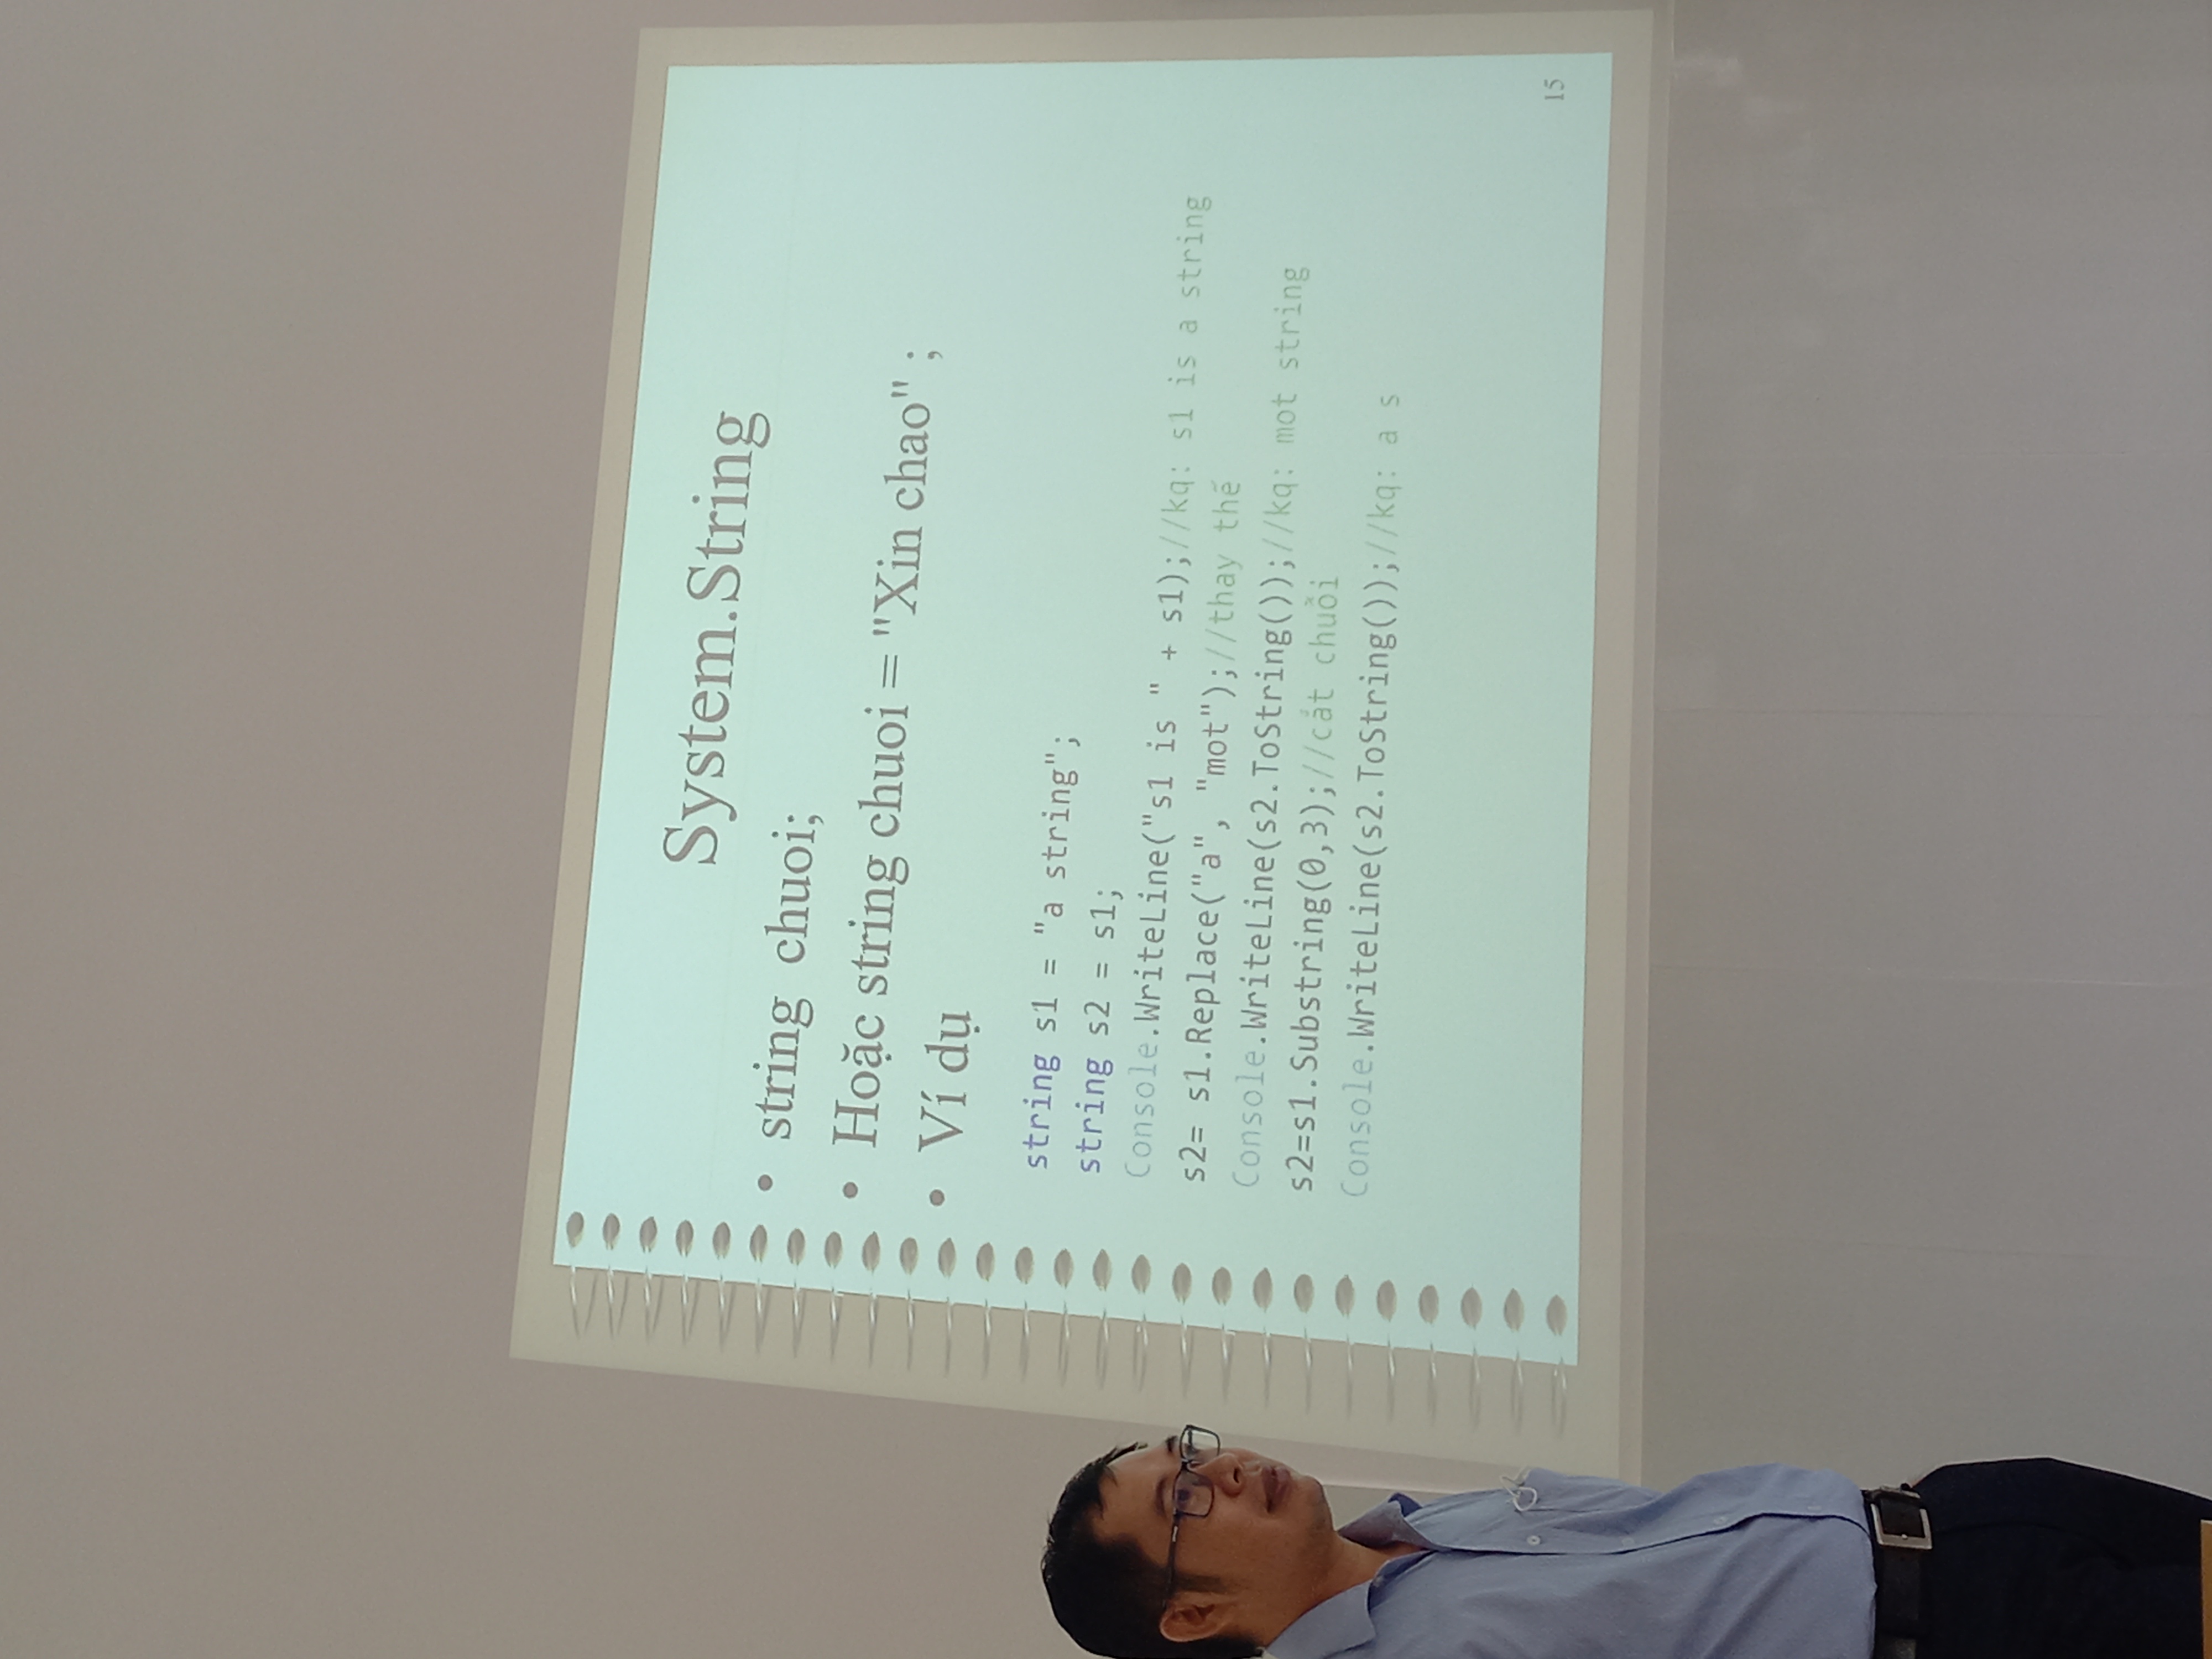 System.String
• string chuoi;
• Hoặc string chuoi = "Xin chao" ;
• Ví dụ
string s1 = "a string";
string s2 = s1;
Console.WriteLine("s1 is " + s1);//kq: s1 is a string
s2= s1.Replace("a", "mot");//thay thế
Console.WriteLine(s2.ToString());//kq: mot string
s2=s1.Substring(0,3);//cắt chuỗi
Console.WriteLine(s2.ToString());//kq: a s
15